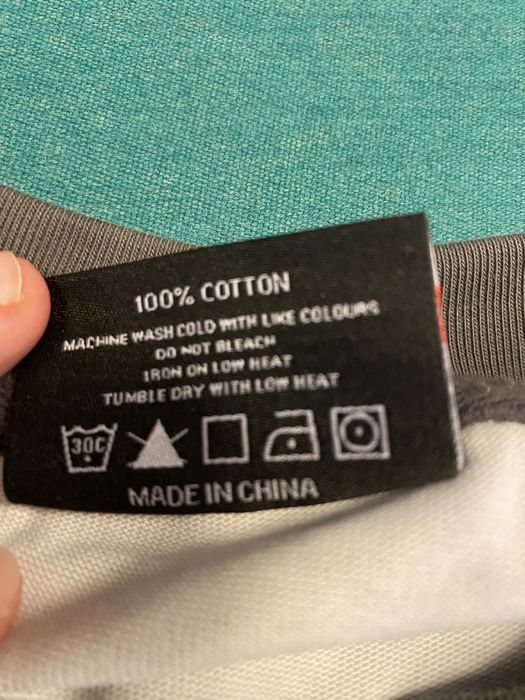 100% COTTON
MACHINE WASH COLD WITH LIKE COLOURS
DO NOT BLEACH
IRON ON LOW HEAT
TUMBLE DRY WITH LOW HEAT
30C
MADE IN CHINA